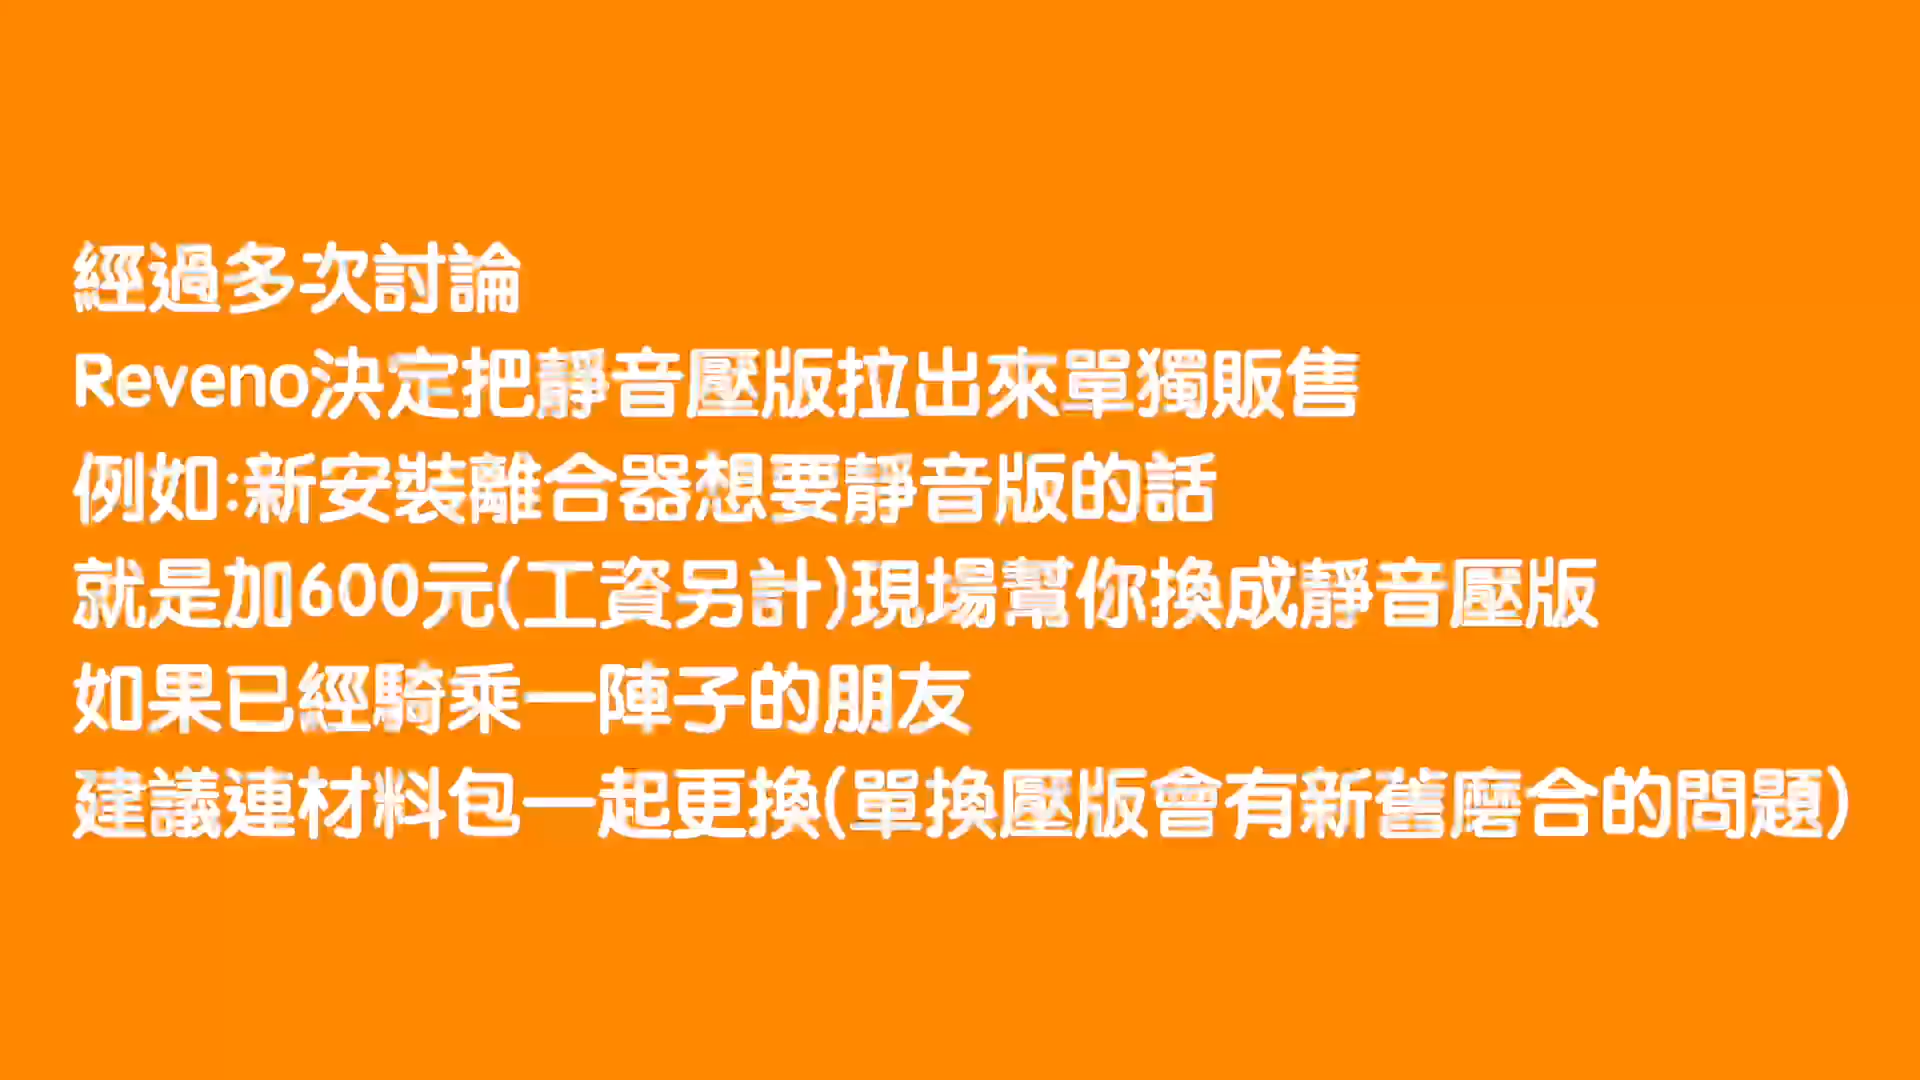 經過多次討論
Reveno決定把靜音壓版拉出來單獨販售
例如:新安裝離合器想要靜音版的話
就是加600元(工資另計)現場幫你換成靜音壓版
如果已經騎乘一陣子的朋友
建議連材料包一起更換(單換壓版會有新舊磨合的問題)